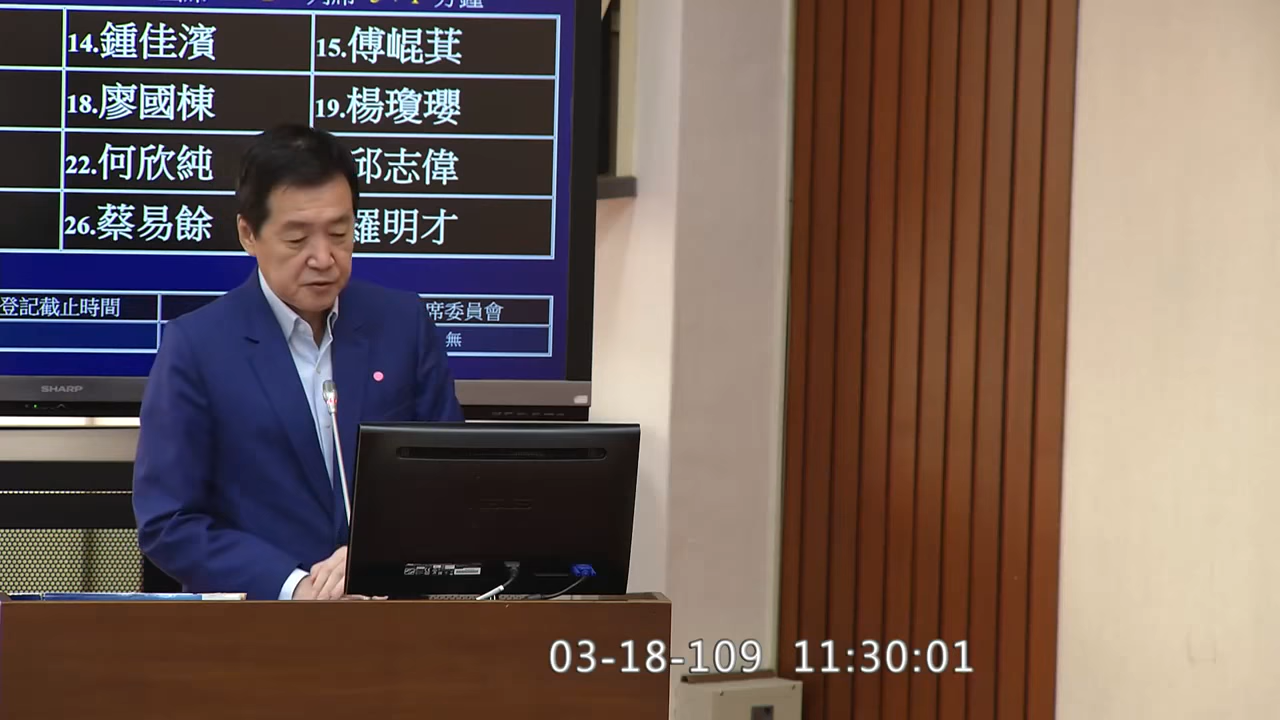 14.鍾佳濱 15.傅崐萁
18.廖國棟 19.楊瓊瓔
22.何欣純 邱志偉
26.蔡易餘 羅明才
登記截止時間 席委員會
無
SHARP
03-18-109 11:30:01